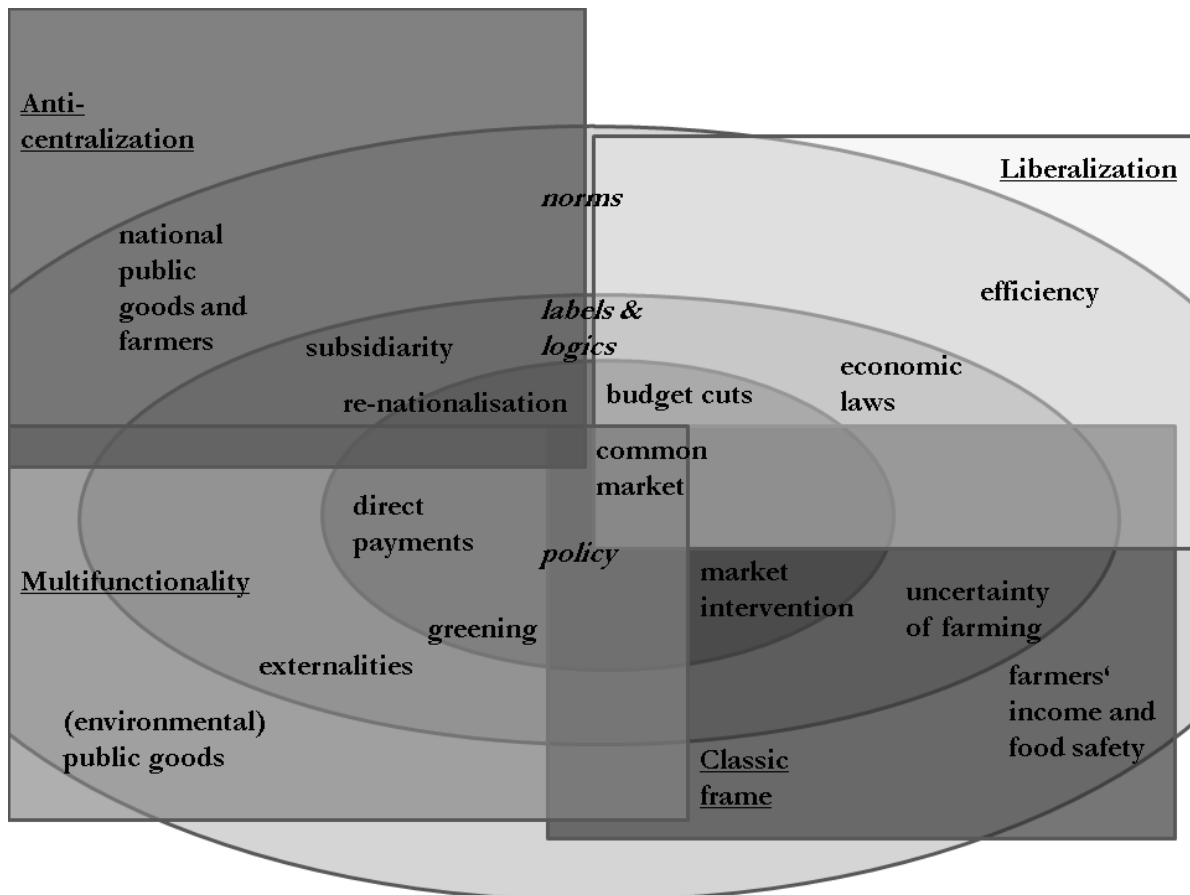 Anti-
centralization
Liberalization
norms
national
public
goods and
farmers
efficiency
labels &
logics
subsidiarity
economic
laws
re-nationalisation
budget cuts
common
market
direct
payments
policy
Multifunctionality
market
intervention
uncertainty
of farming
greening
externalities
farmers‘
income and
food safety
(environmental)
public goods
Classic
frame